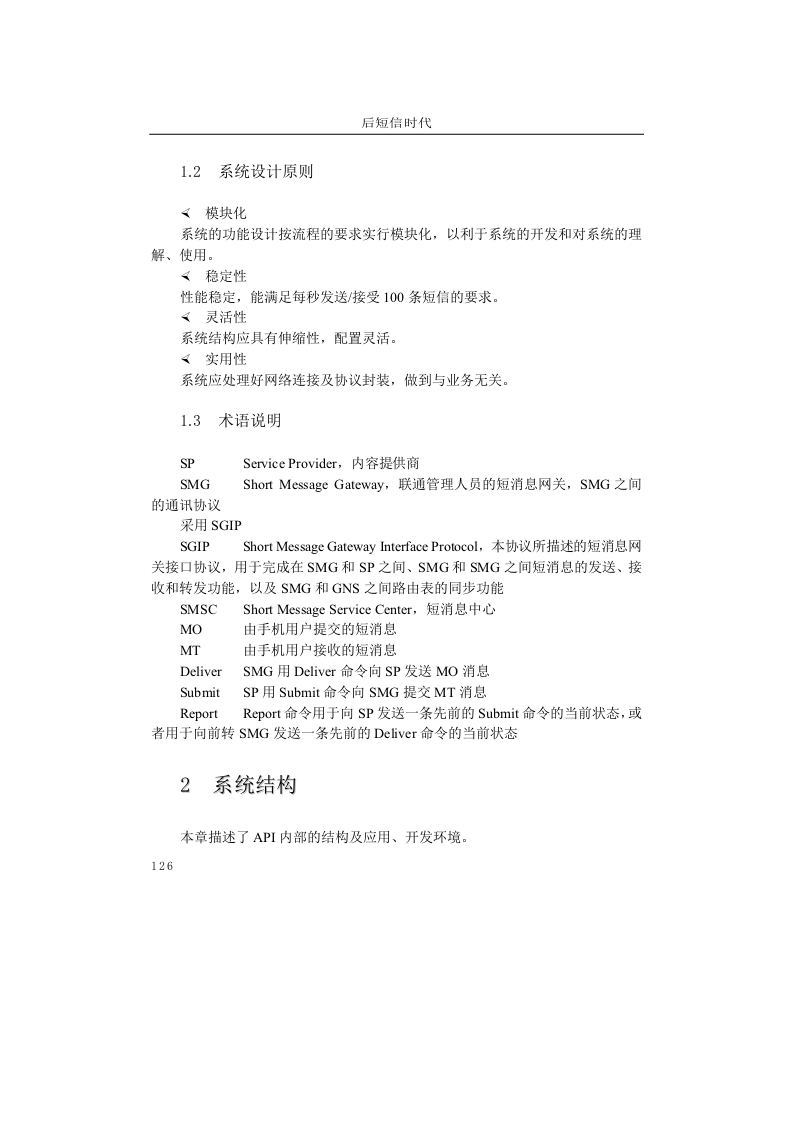 后短信时代
1.2 系统设计原则
模块化
系统的功能设计按流程的要求实行模块化，以利于系统的开发和对系统的理
解、使用。
稳定性
性能稳定，能满足每秒发送/接受 100 条短信的要求。
灵活性
系统结构应具有伸缩性，配置灵活。
实用性
系统应处理好网络连接及协议封装，做到与业务无关。
1.3 术语说明
SP Service Provider，内容提供商
SMG Short Message Gateway，联通管理人员的短消息网关，SMG 之间
的通讯协议
采用 SGIP
SGIP Short Message Gateway Interface Protocol，本协议所描述的短消息网
关接口协议，用于完成在 SMG 和 SP 之间、SMG 和 SMG 之间短消息的发送、接
收和转发功能，以及 SMG 和 GNS 之间路由表的同步功能
SMSC Short Message Service Center，短消息中心
MO 由手机用户提交的短消息
MT 由手机用户接收的短消息
Deliver SMG 用 Deliver 命令向 SP 发送 MO 消息
Submit SP 用 Submit 命令向 SMG 提交 MT 消息
Report Report 命令用于向 SP 发送一条先前的 Submit 命令的当前状态，或
者用于向前转 SMG 发送一条先前的 Deliver 命令的当前状态
2 系统结构
本章描述了 API 内部的结构及应用、开发环境。
126